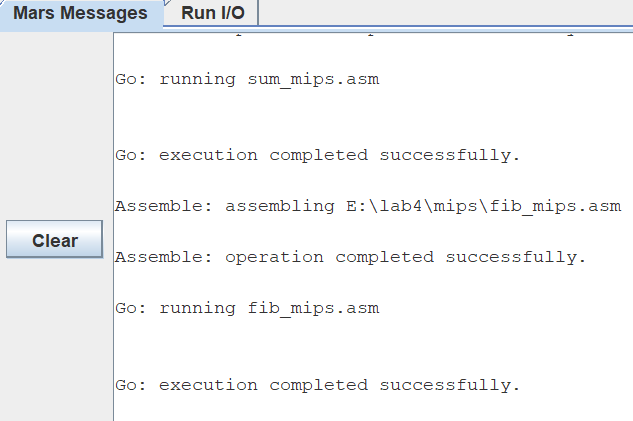 Mars Messages Run I/O
Go: running sum_mips.asm
Go: execution completed successfully.
Assemble: assembling E:\lab4\mips\fib_mips.asm
Clear
Assemble: operation completed successfully.
Go: running fib_mips.asm
Go: execution completed successfully.